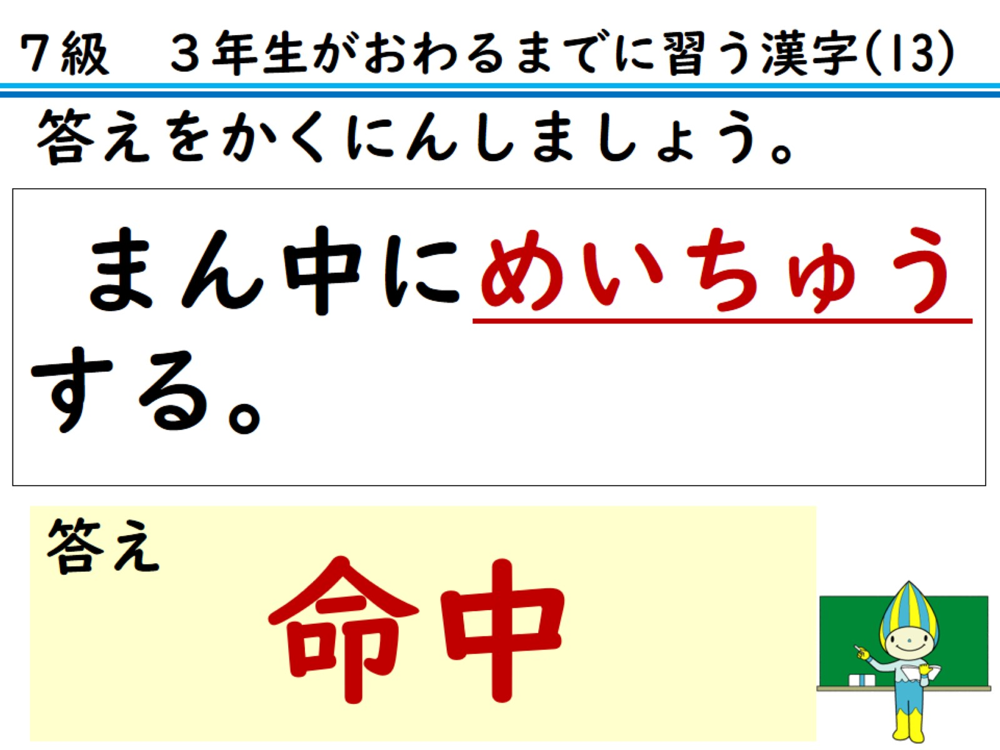 ７級　３年生がおわるまでに習う漢字(13)
答えをかくにんしましょう。
まん中にめいちゅう
する。
答え
命中